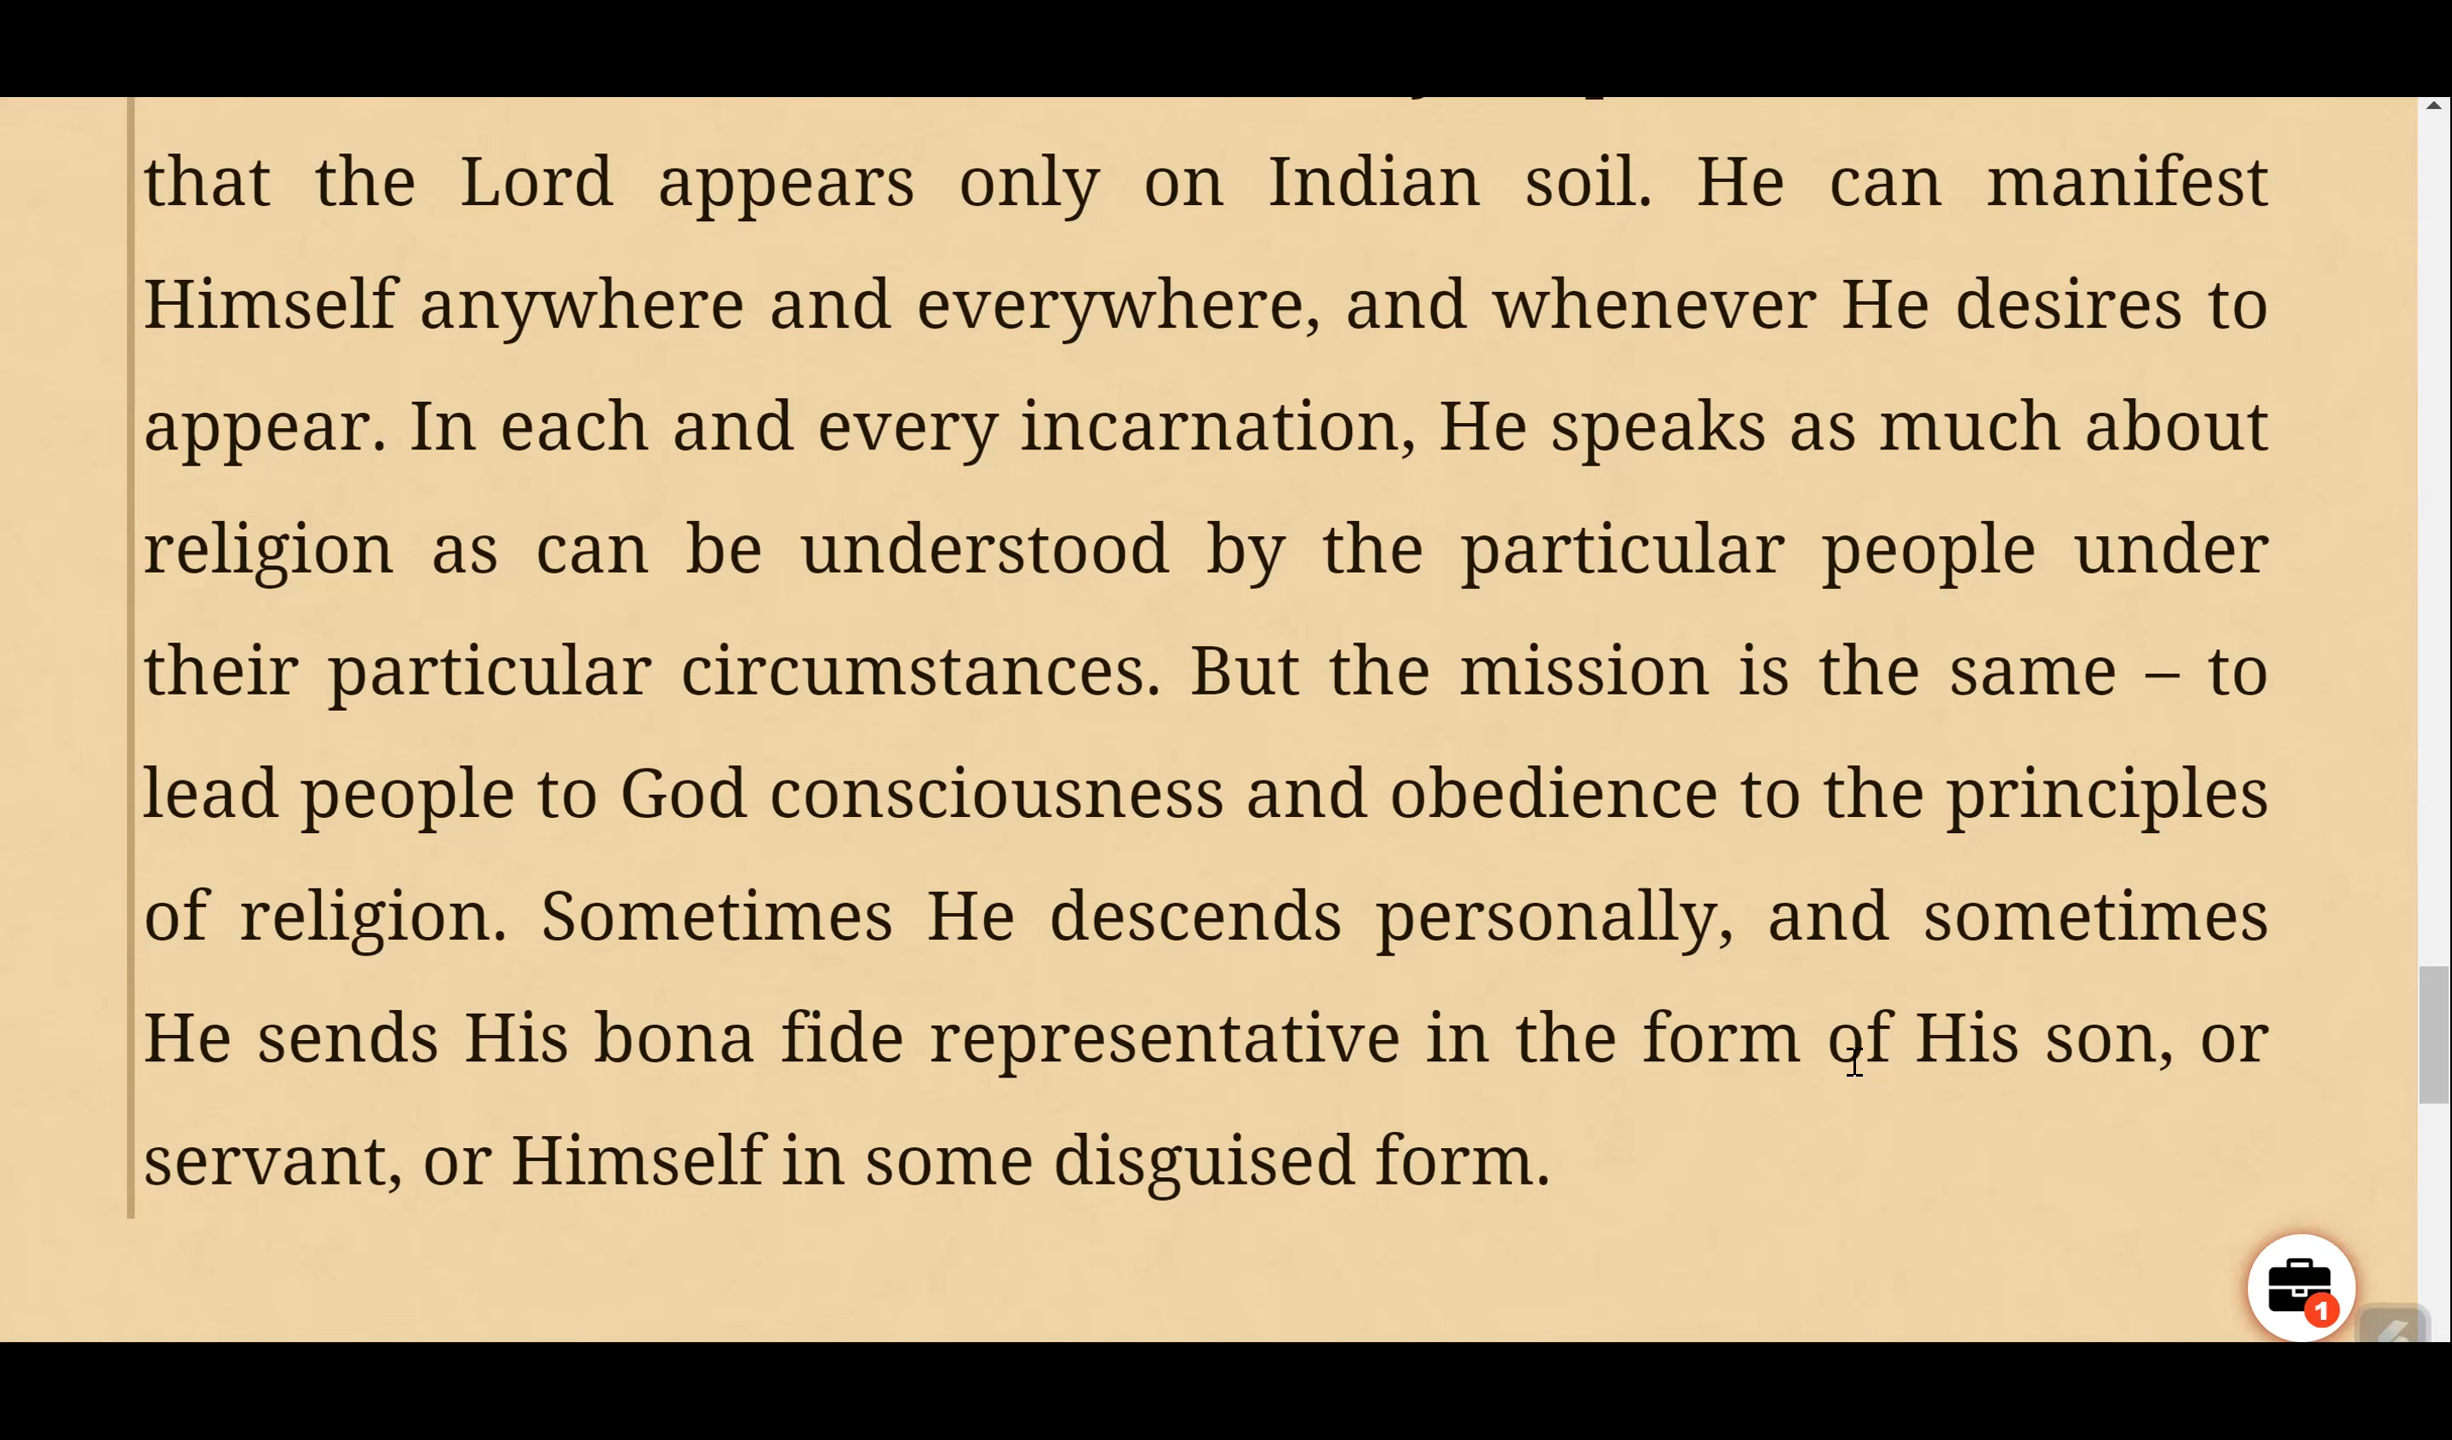 that the Lord appears only on Indian soil. He can manifest
Himself anywhere and everywhere, and whenever He desires to
appear. In each and every incarnation, He speaks as much about
religion as can be understood by the particular people under
their particular circumstances. But the mission is the same – to
lead people to God consciousness and obedience to the principles
of religion. Sometimes He descends personally, and sometimes
He sends His bona fide representative in the form of His son, or
servant, or Himself in some disguised form.
1